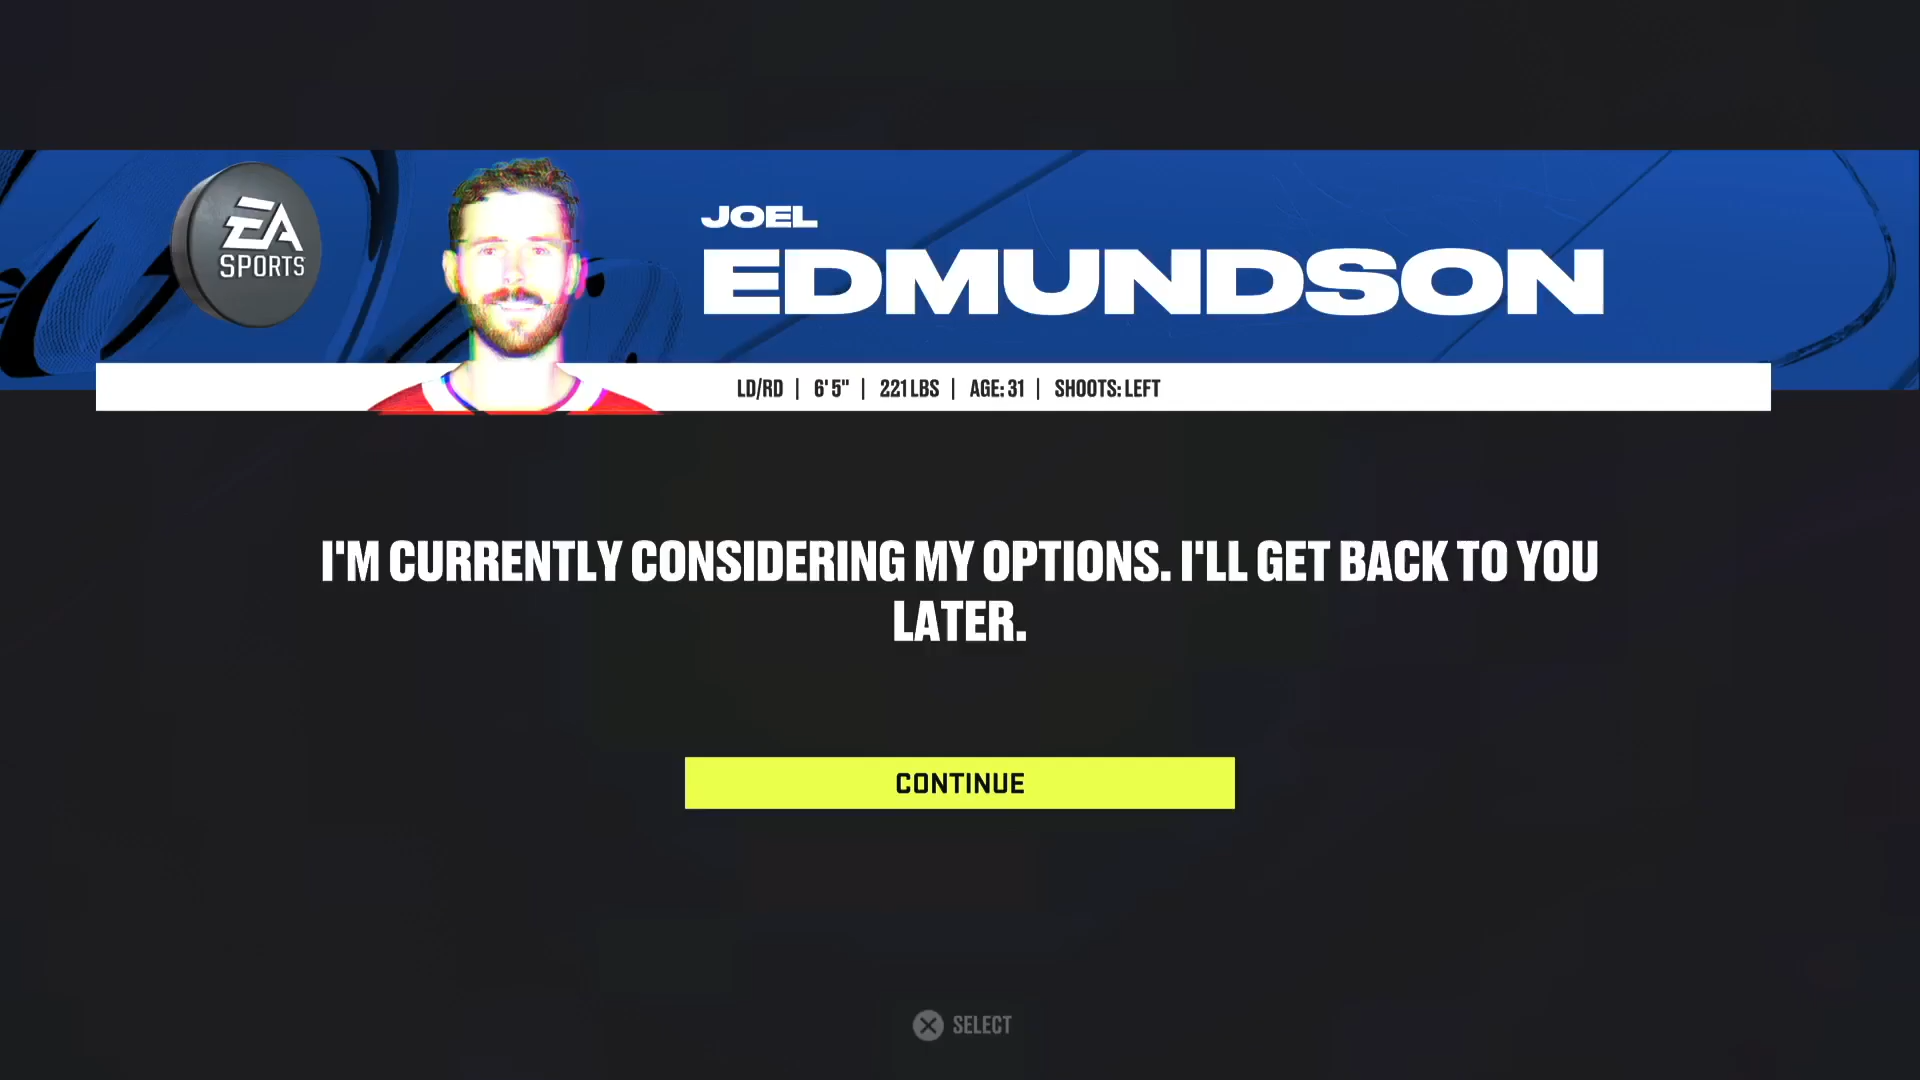 EA
SPORTS
JOEL
EDMUNDSON
LD/RD | 6' 5" | 221 LBS | AGE: 31 | SHOOTS: LEFT
I'M CURRENTLY CONSIDERING MY OPTIONS. I'LL GET BACK TO YOU
LATER.
CONTINUE
SELECT